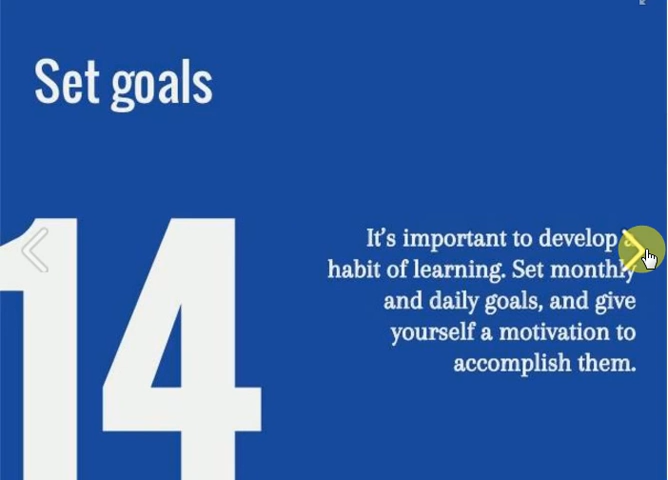 Set goals
14
It's important to develop a
habit of learning. Set monthly
and daily goals, and give
yourself a motivation to
accomplish them.